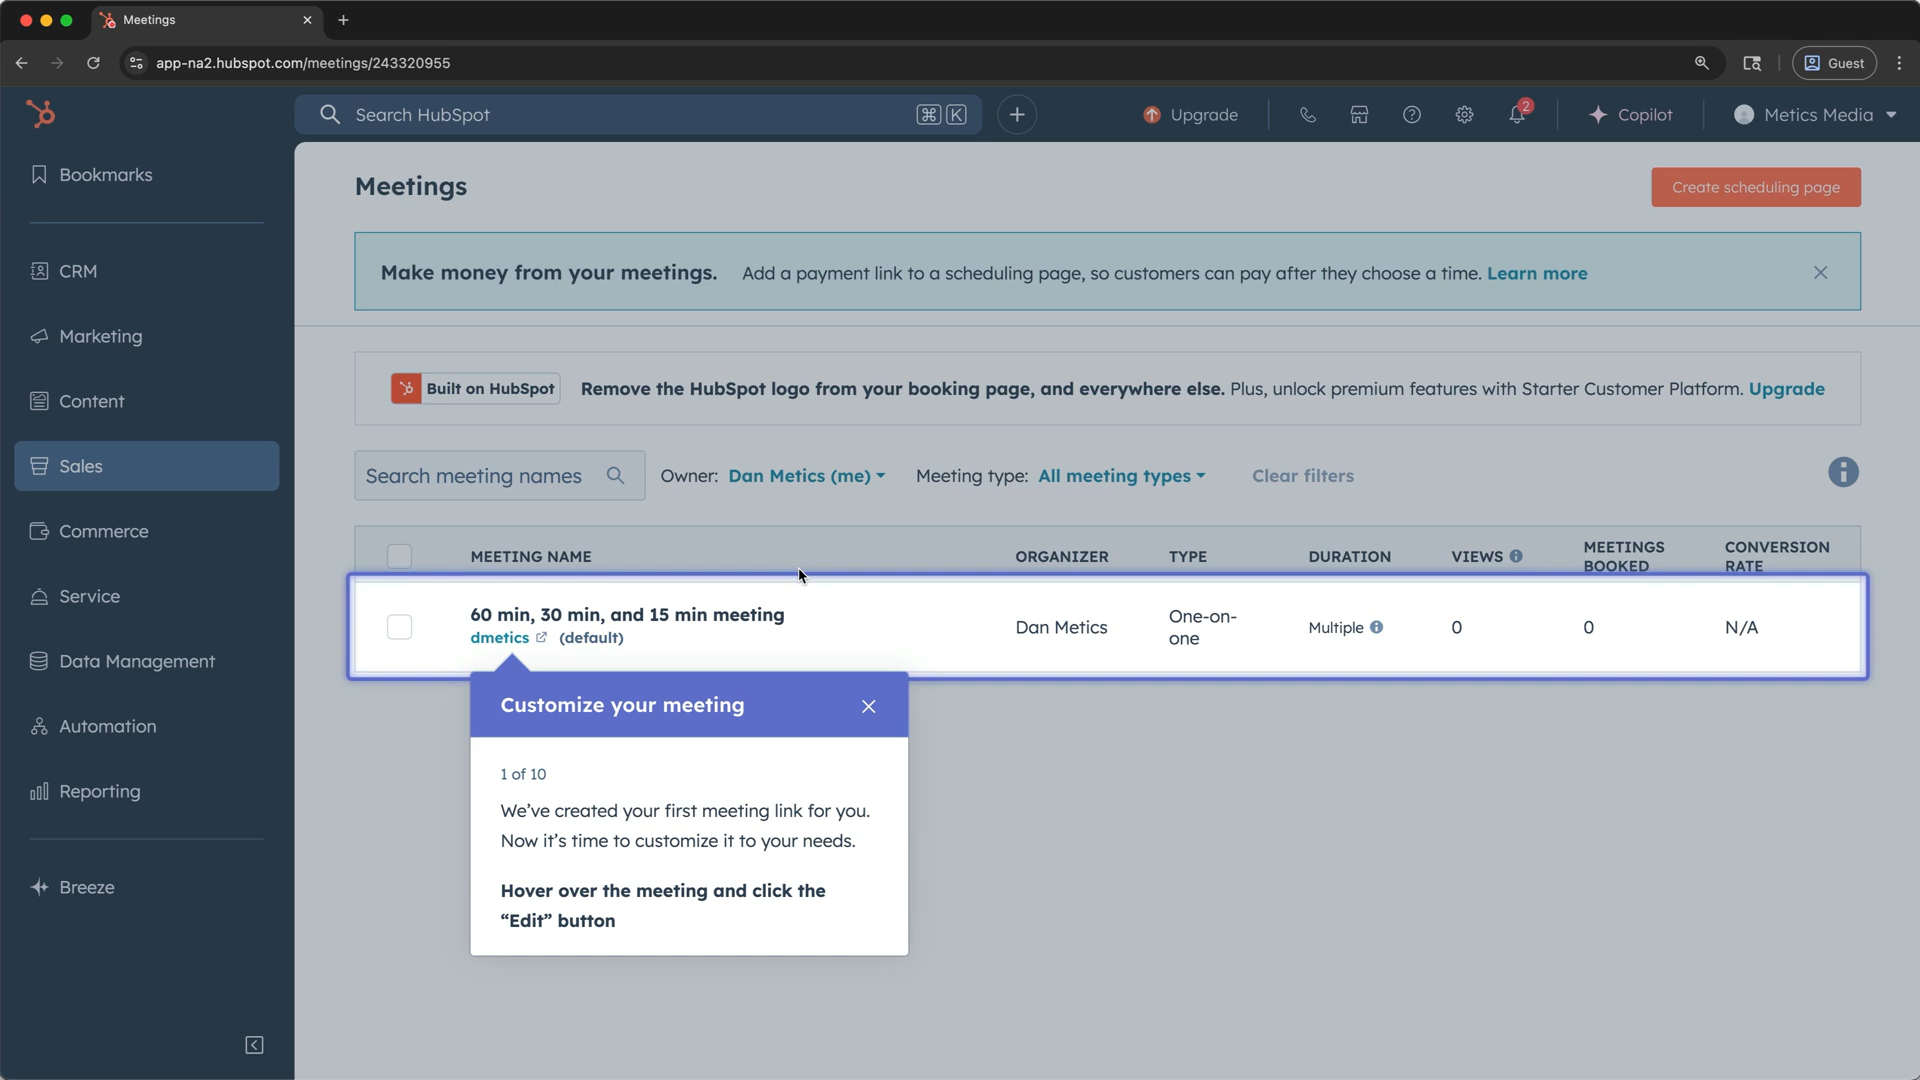 Meetings
app-na2.hubspot.com/meetings/243320955
Guest
Search HubSpot
⌘ K
Upgrade
2
Copilot
Metics Media
Bookmarks
CRM
Marketing
Content
Sales
Commerce
Service
Data Management
Automation
Reporting
Breeze
Meetings
Create scheduling page
Make money from your meetings. Add a payment link to a scheduling page, so customers can pay after they choose a time. Learn more
Built on HubSpot
Remove the HubSpot logo from your booking page, and everywhere else. Plus, unlock premium features with Starter Customer Platform. Upgrade
Search meeting names
Owner: Dan Metics (me)
Meeting type: All meeting types
Clear filters
MEETING NAME
ORGANIZER
TYPE
DURATION
VIEWS
MEETINGS
BOOKED
CONVERSION
RATE
60 min, 30 min, and 15 min meeting
dmetics (default)
Dan Metics
One-on-
one
Multiple
0
0
N/A
Customize your meeting
1 of 10
We’ve created your first meeting link for you.
Now it’s time to customize it to your needs.
Hover over the meeting and click the
“Edit” button